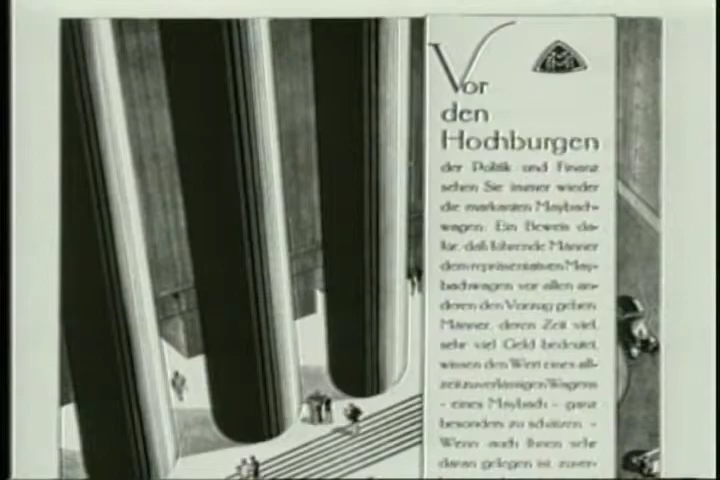 Vor
den
Hochburgen
der Politik und Finanz
sehen Sie immer wieder
die markanten Maybach-
wagen. Ein Beweis da-
für, daß führende Männer
dem repräsentativen May-
bachwagen vor allen an-
deren den Vorzug geben.
Männer, deren Zeit viel,
sehr viel Geld bedeutet,
wissen den Wert eines all-
zeit zuverlässigen Wagens
- eines Maybach - ganz
besonders zu schätzen. -
Wenn auch Ihnen sehr
daran gelegen ist, zuver-